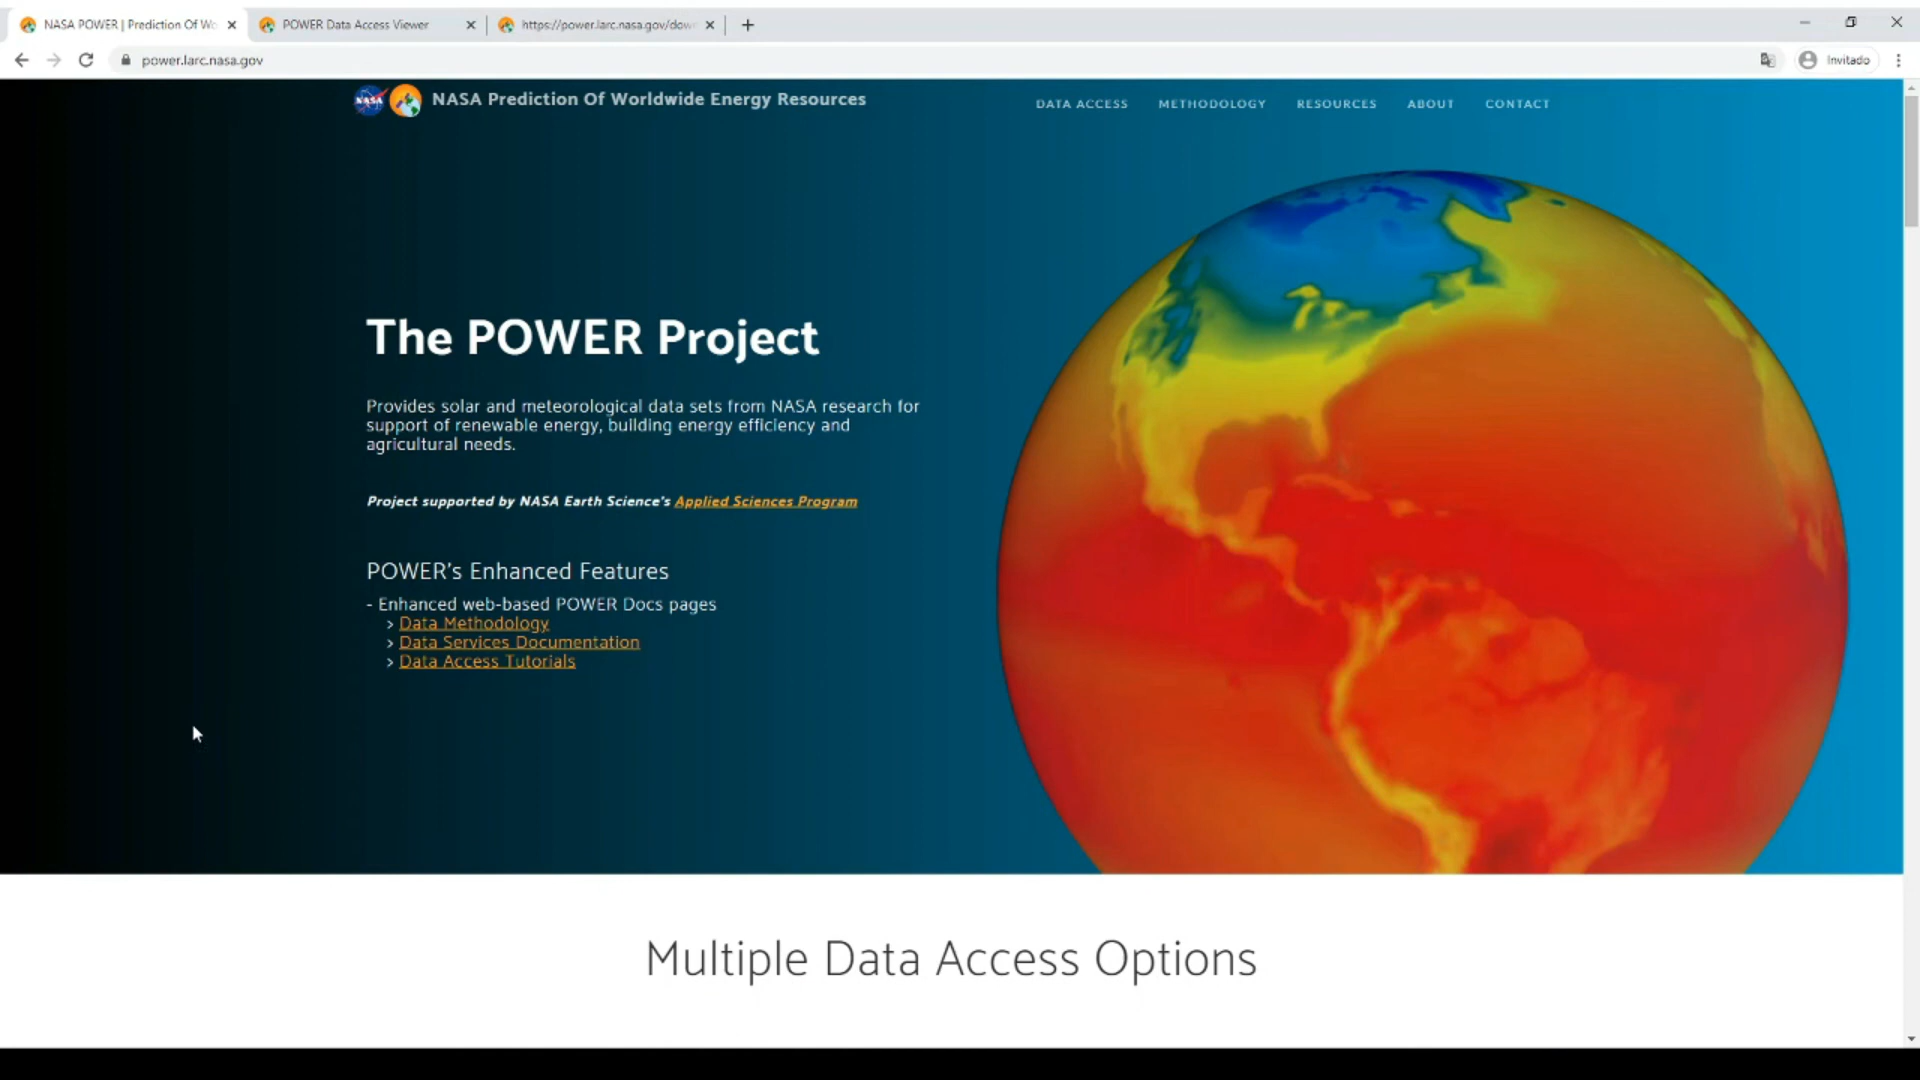 NASA POWER | Prediction Of Wo
POWER Data Access Viewer
https://power.larc.nasa.gov/dow
power.larc.nasa.gov
Invitado
NASA
NASA Prediction Of Worldwide Energy Resources
DATA ACCESS
METHODOLOGY
RESOURCES
ABOUT
CONTACT
The POWER Project
Provides solar and meteorological data sets from NASA research for
support of renewable energy, building energy efficiency and
agricultural needs.
Project supported by NASA Earth Science's Applied Sciences Program
POWER's Enhanced Features
- Enhanced web-based POWER Docs pages
> Data Methodology
> Data Services Documentation
> Data Access Tutorials
Multiple Data Access Options